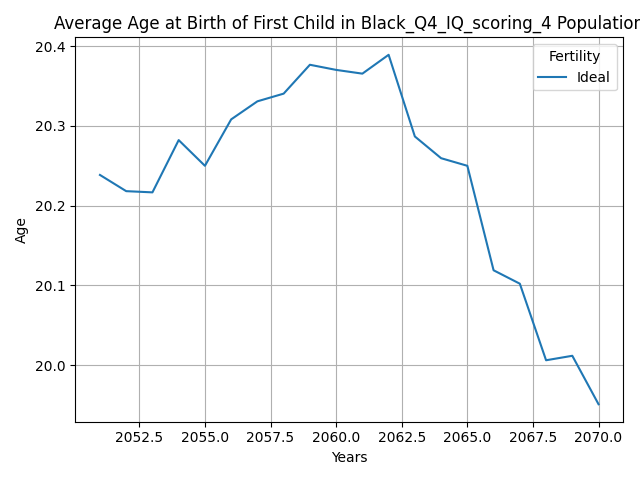 Average Age at Birth of First Child in Black_Q4_IQ_scoring_4 Population
Fertility
Ideal
20.4
20.3
20.2
20.1
20.0
Age
2052.5 2055.0 2057.5 2060.0 2062.5 2065.0 2067.5 2070.0
Years